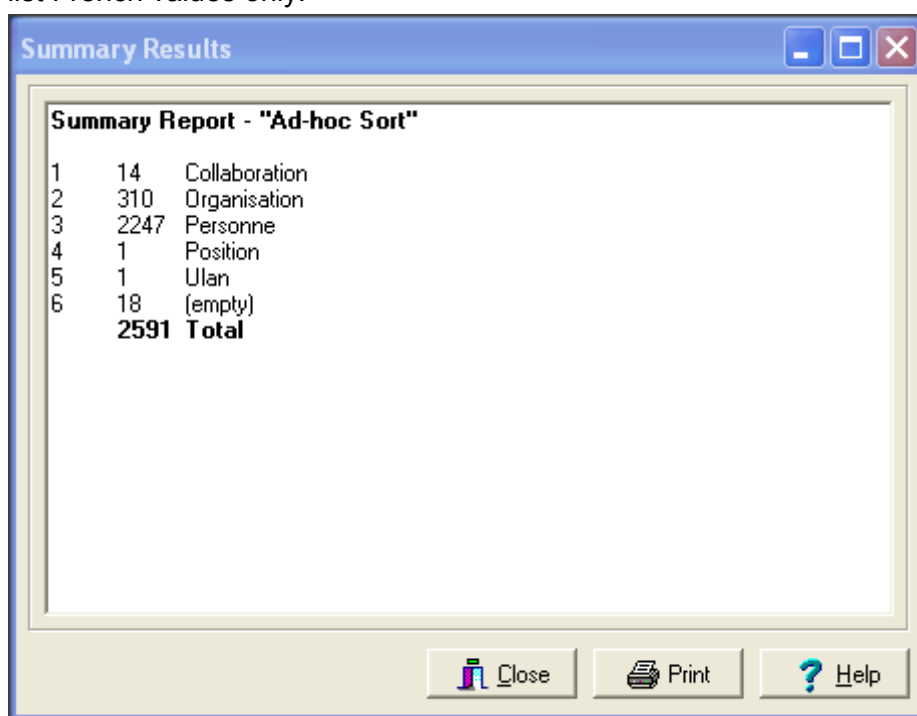 list French values only.
Summary Results
Summary Report - "Ad-hoc Sort"
1 14 Collaboration
2 310 Organisation
3 2247 Personne
4 1 Position
5 1 Ulan
6 18 (empty)
2591 Total
Close Print ? Help